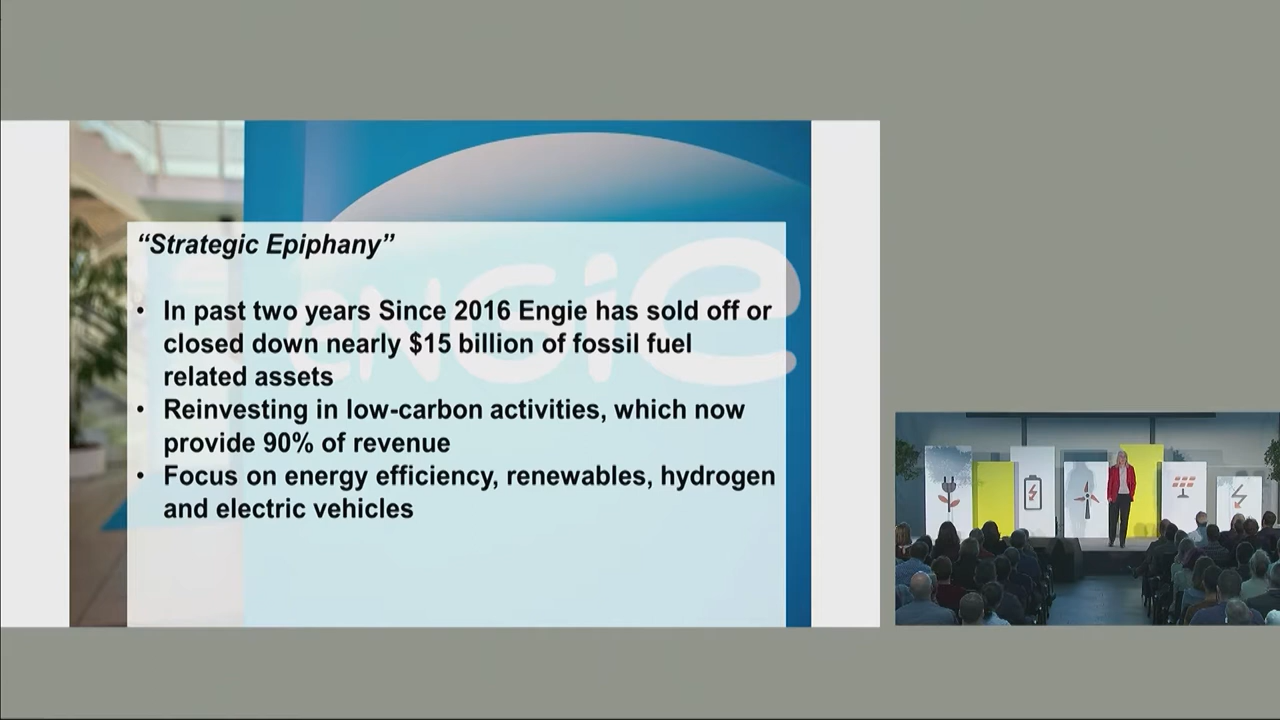 “Strategic Epiphany”
• In past two years Since 2016 Engie has sold off or
closed down nearly $15 billion of fossil fuel
related assets
• Reinvesting in low-carbon activities, which now
provide 90% of revenue
• Focus on energy efficiency, renewables, hydrogen
and electric vehicles
ENGiE